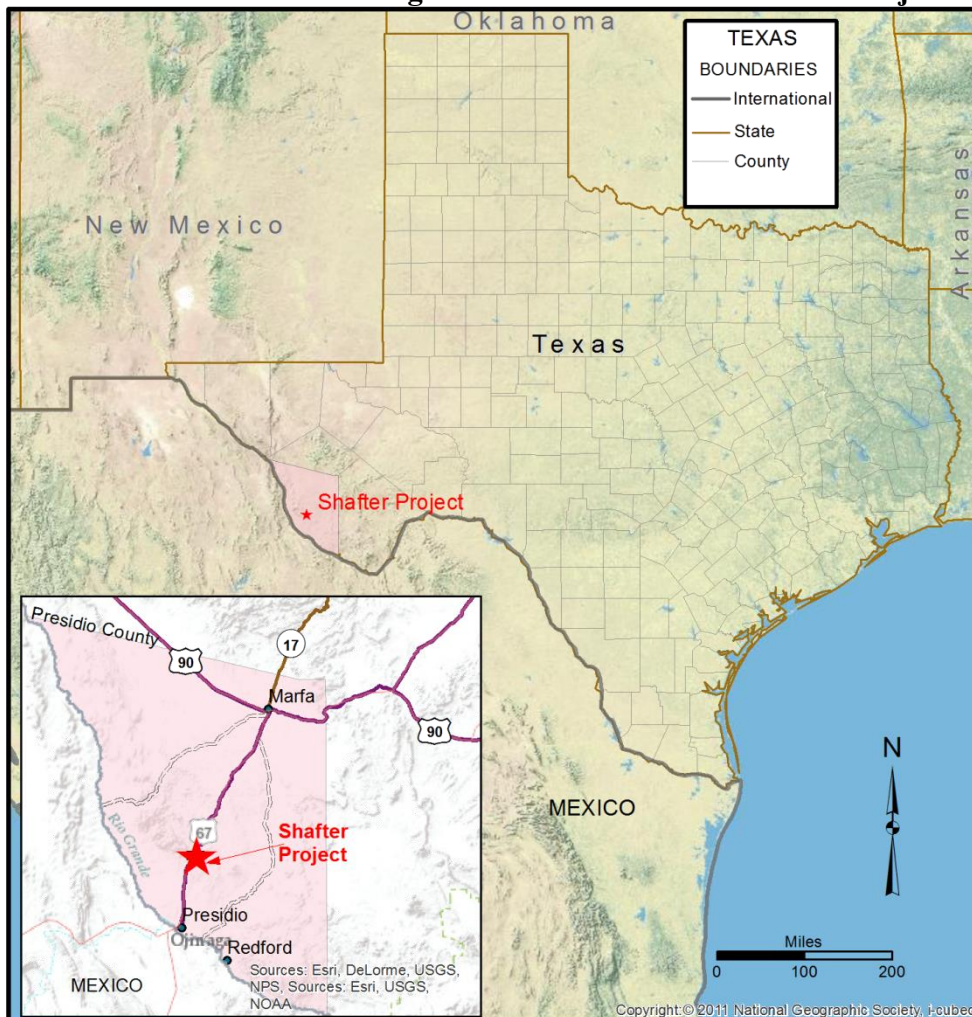 Oklahoma
TEXAS
BOUNDARIES
International
State
County
Arkansas
New Mexico
Texas
Shafter Project
Presidio County
90
17
Marfa
90
67
Shafter
Project
Rio Grande
Presidio
Ojinaga
Redford
MEXICO
Sources: Esri, DeLorme, USGS,
NPS, Sources: Esri, USGS,
NOAA
MEXICO
N
Miles
0 100 200
Copyright:© 2011 National Geographic Society, i-cubed